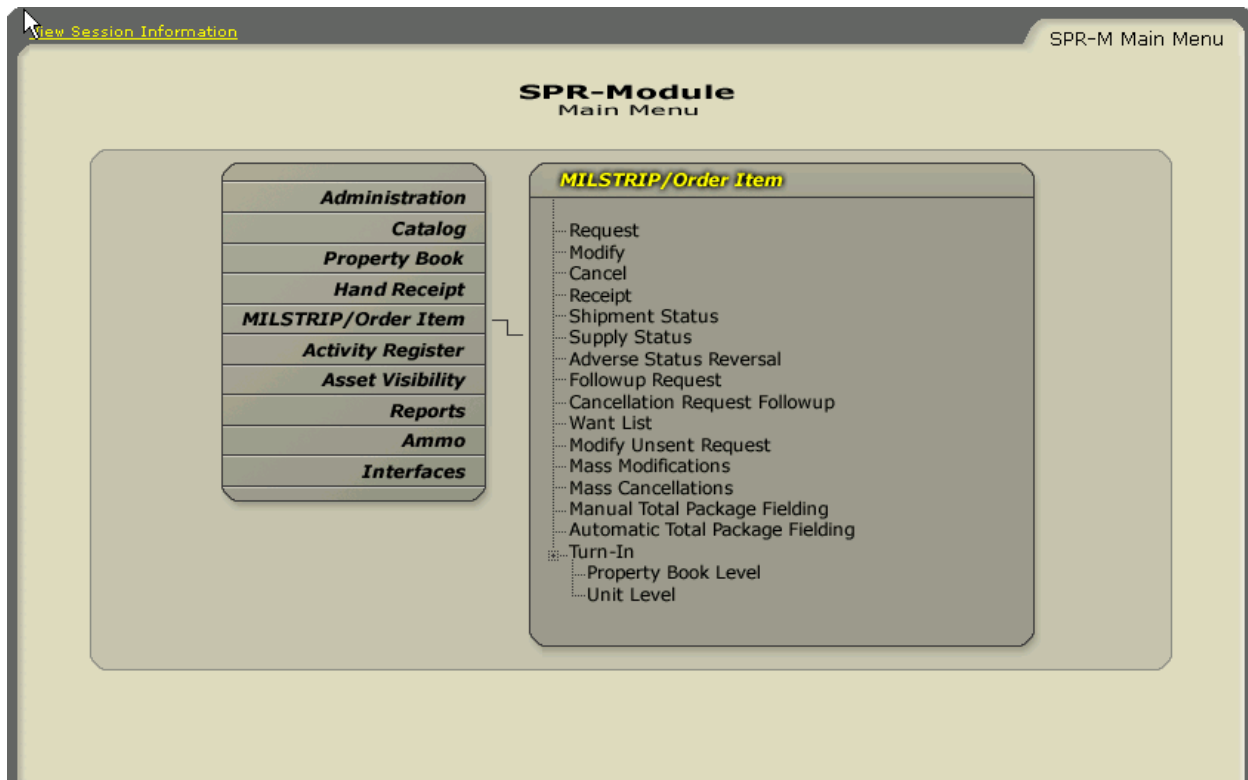 View Session Information
SPR-M Main Menu
SPR-Module
Main Menu
Administration
Catalog
Property Book
Hand Receipt
MILSTRIP/Order Item
Activity Register
Asset Visibility
Reports
Ammo
Interfaces
MILSTRIP/Order Item
Request
Modify
Cancel
Receipt
Shipment Status
Supply Status
Adverse Status Reversal
Followup Request
Cancellation Request Followup
Want List
Modify Unsent Request
Mass Modifications
Mass Cancellations
Manual Total Package Fielding
Automatic Total Package Fielding
Turn-In
Property Book Level
Unit Level